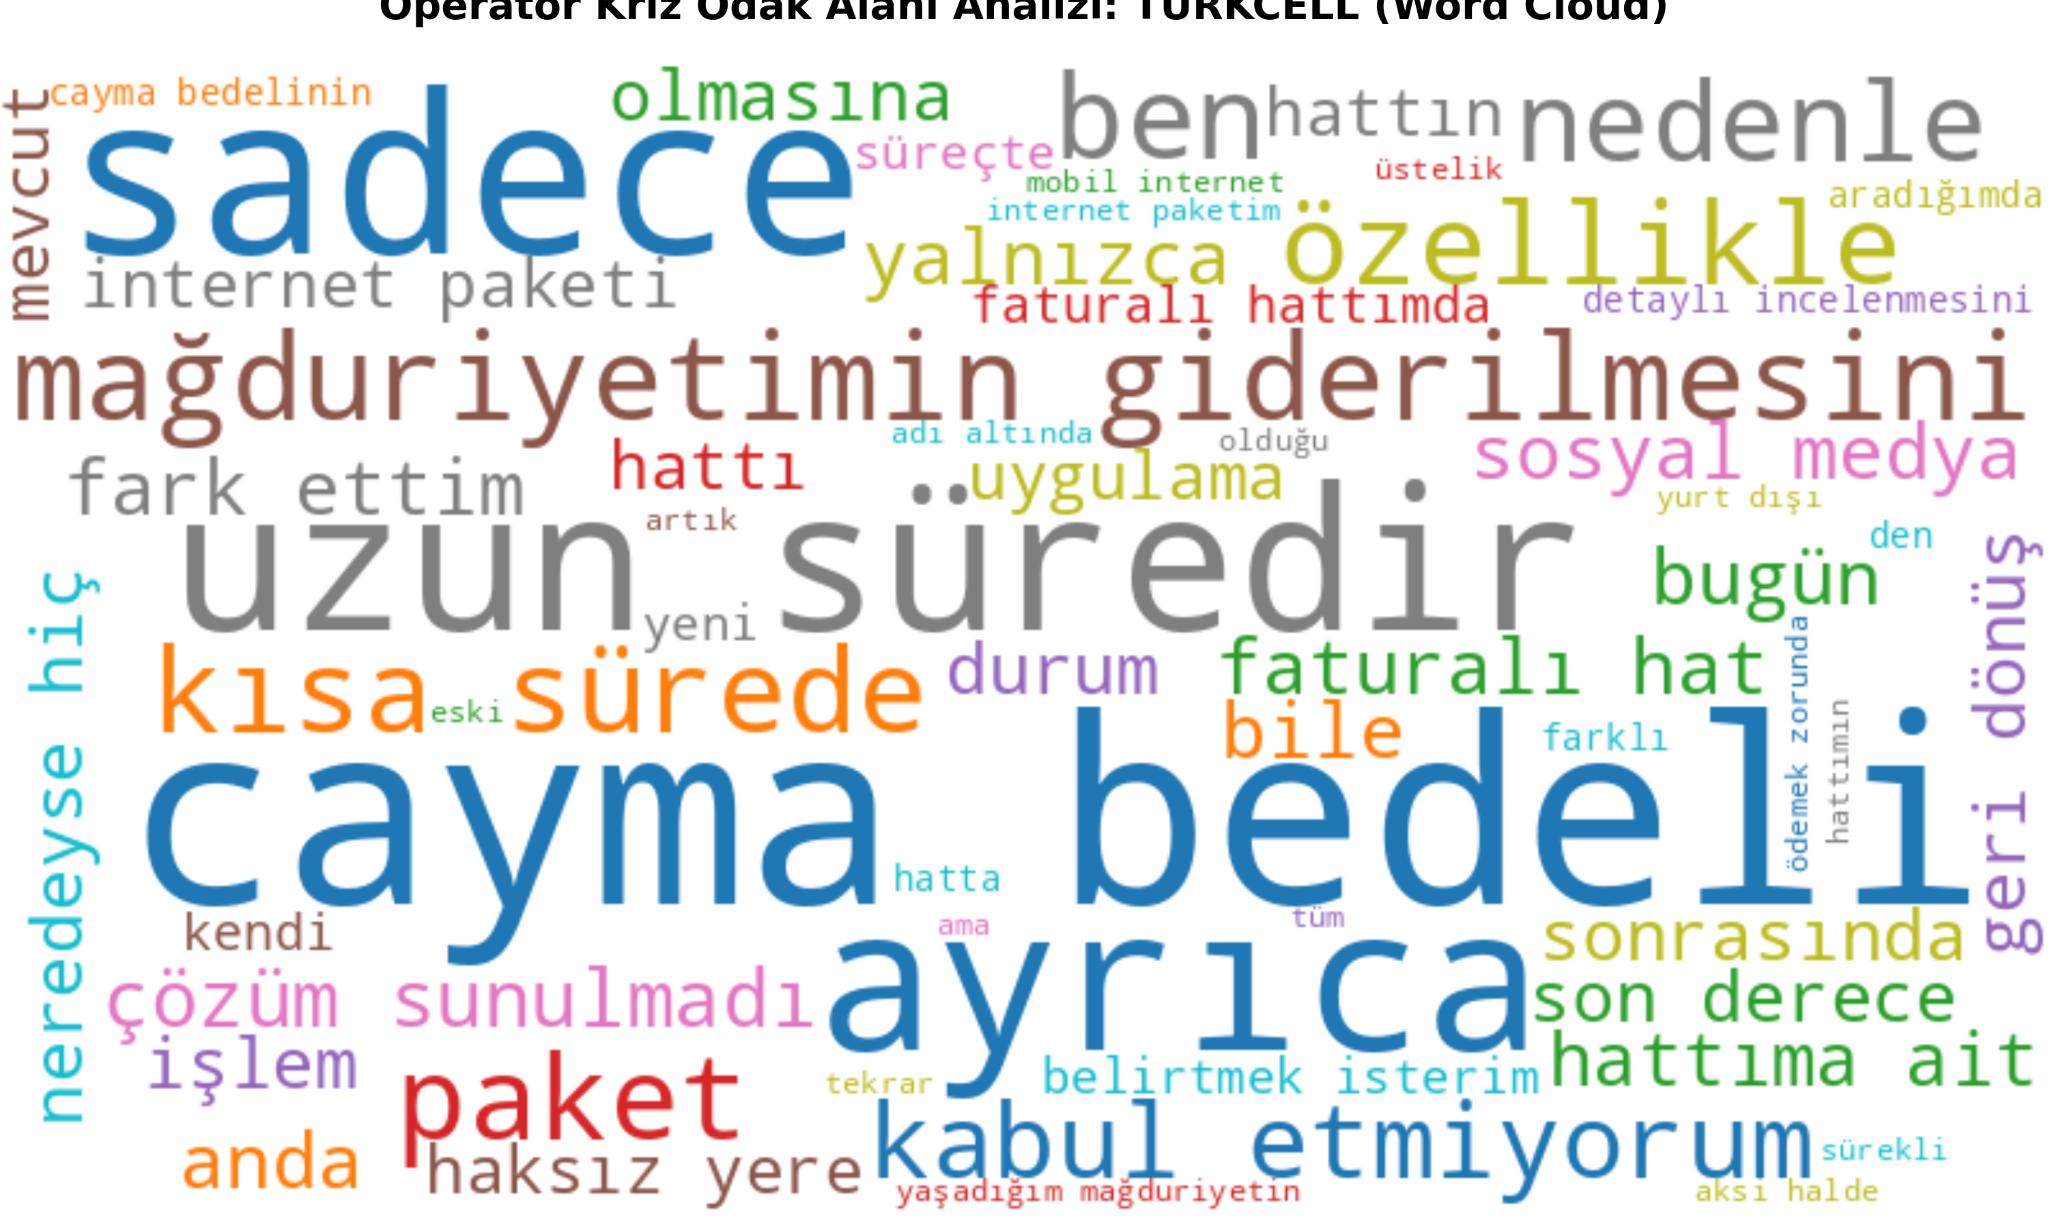 Operatör Kriz Odak Alanı Analizi: TURKCELL (Word Cloud)
cayma bedelinin
olmasına
ben
hattın
nedenle
mevcut
sadece
süreçte
üstelik
mobil internet
aradığımda
internet paketim
yalnızca
özellikle
internet paketi
faturalı hattımda
detaylı incelenmesini
mağduriyetimin giderilmesini
adı altında
olduğu
sosyal medya
fark ettim
hattı
uygulama
yurt dışı
artık
uzun süredir
den
bugün
geri dönüş
neredeyse hiç
yeni
kısa sürede
eski
durum
faturalı hat
ödemek zorunda
bile
farklı
hattımın
cayma bedeli
hatta
kendi
ama
tüm
sonrasında
çözüm sunulmadı
ayrıca
son derece
işlem
paket
tekrar
belirtmek isterim
hattıma ait
anda
haksız yere
kabul etmiyorum
sürekli
yaşadığım mağduriyetin
aksi halde